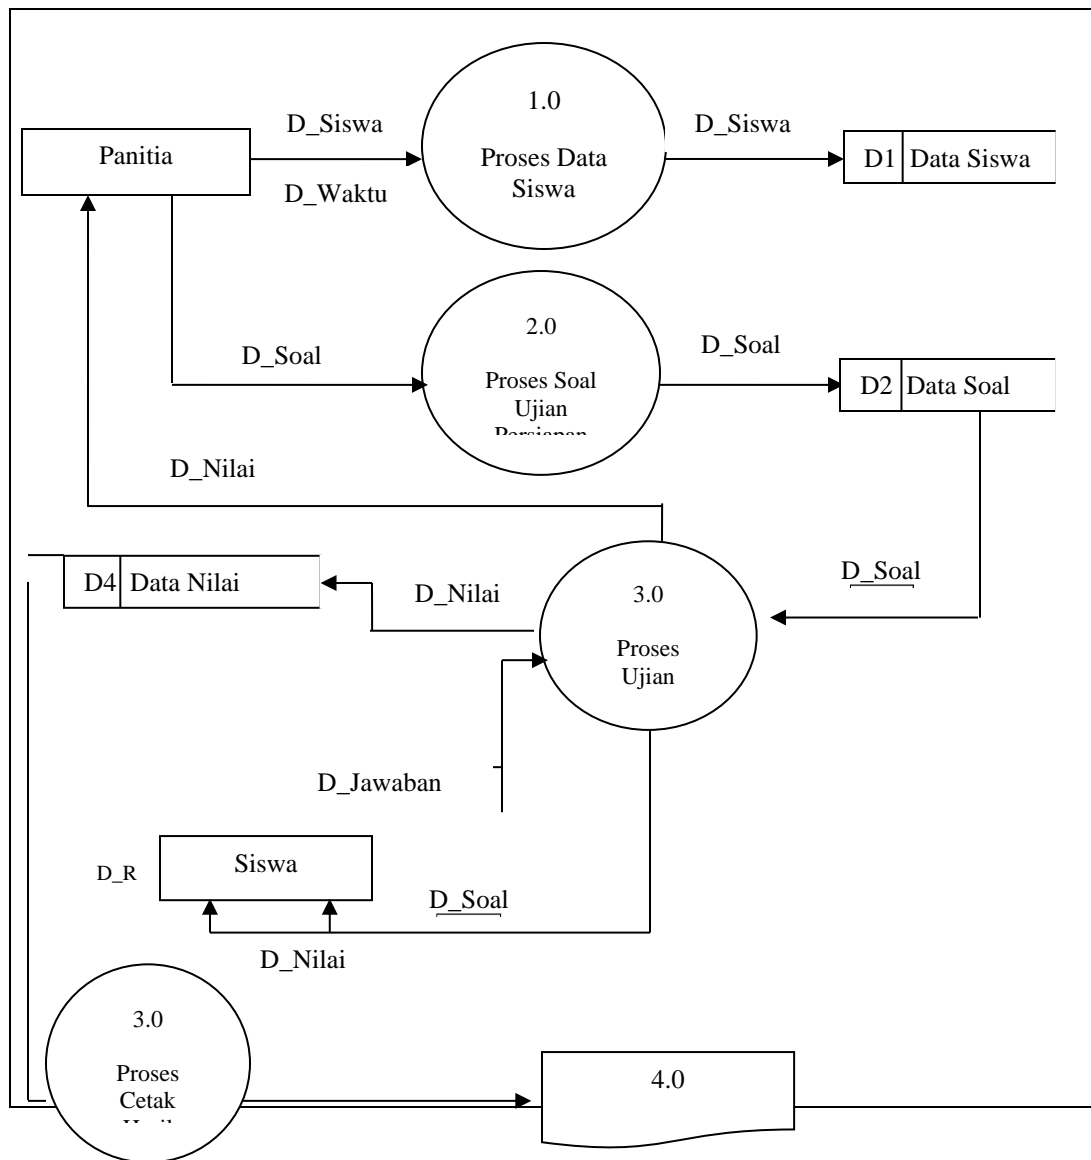 1.0
D_Siswa
D_Siswa
Panitia
Proses Data
Siswa
D1 Data Siswa
D_Waktu
2.0
D_Soal
D_Soal
Proses Soal
Ujian
Persiapan
D2 Data Soal
D_Nilai
D4 Data Nilai
D_Nilai
3.0
D_Soal
Proses
Ujian
D_Jawaban
Siswa
D_R
D_Soal
D_Nilai
3.0
Proses
Cetak
4.0